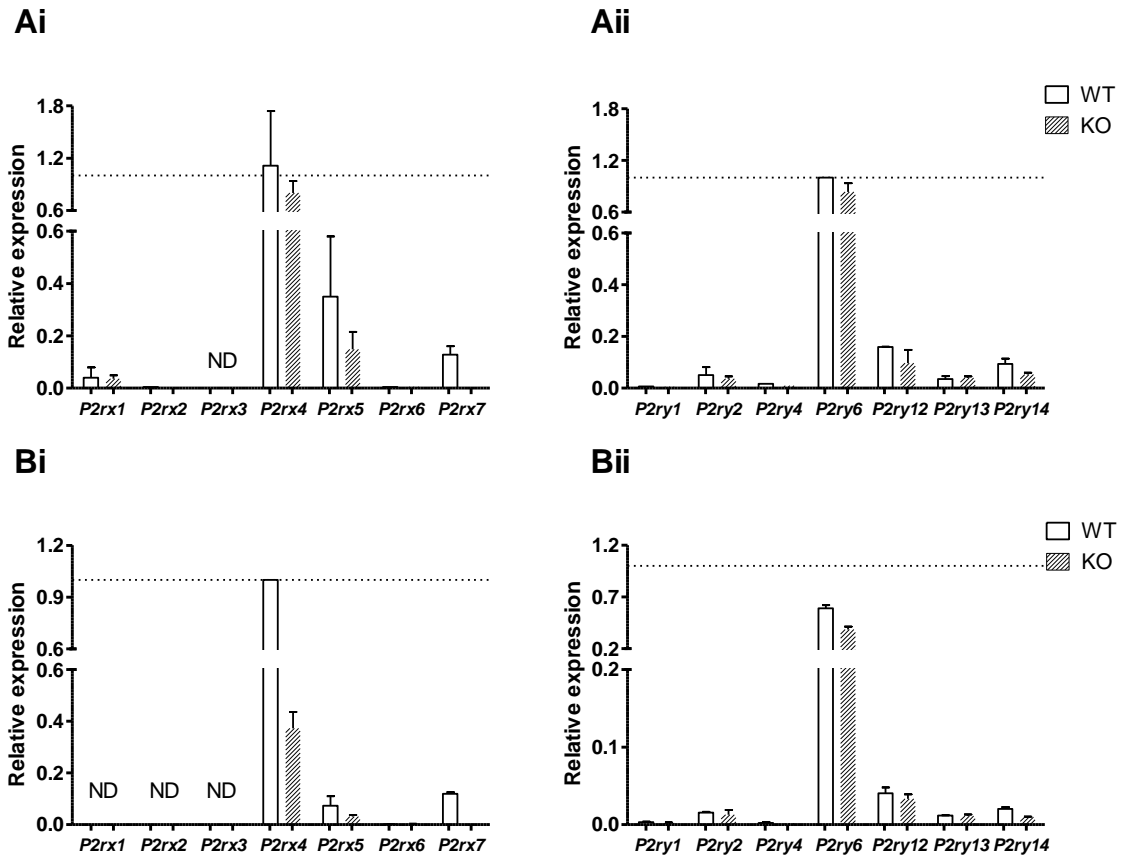 Ai
Aii
WT
KO
Relative expression
1.8
1.2
0.6
0.6
0.4
0.2
0.0
ND
P2rx1 P2rx2 P2rx3 P2rx4 P2rx5 P2rx6 P2rx7
Relative expression
1.8
1.2
0.6
0.6
0.4
0.2
0.0
P2ry1 P2ry2 P2ry4 P2ry6 P2ry12 P2ry13 P2ry14
Bi
Bii
WT
KO
Relative expression
1.2
0.9
0.6
0.6
0.4
0.2
0.0
ND ND ND
P2rx1 P2rx2 P2rx3 P2rx4 P2rx5 P2rx6 P2rx7
Relative expression
1.2
0.7
0.2
0.2
0.1
0.0
P2ry1 P2ry2 P2ry4 P2ry6 P2ry12 P2ry13 P2ry14